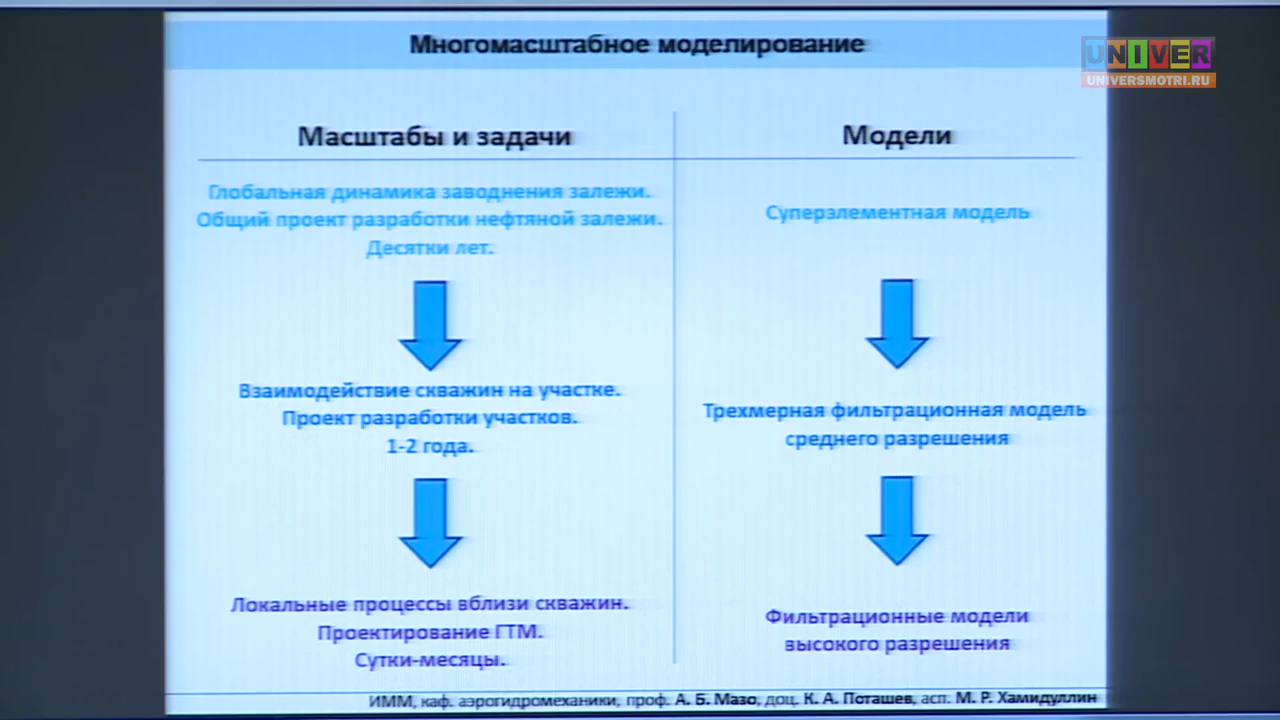 Многомасштабное моделирование
UNIVER
UNIVERSMOTRI.RU
Масштабы и задачи
Модели
Глобальная динамика заводнения залежи.
Общий проект разработки нефтяной залежи.
Десятки лет.
Суперэлементная модель
Взаимодействие скважин на участке.
Проект разработки участков.
1-2 года.
Трехмерная фильтрационная модель
среднего разрешения
Локальные процессы вблизи скважин.
Проектирование ГТМ.
Сутки-месяцы.
Фильтрационные модели
высокого разрешения
ИММ, каф. аэрогидромеханики, проф. А. Б. Мазо, доц. К. А. Поташев, асп. М. Р. Хамидуллин